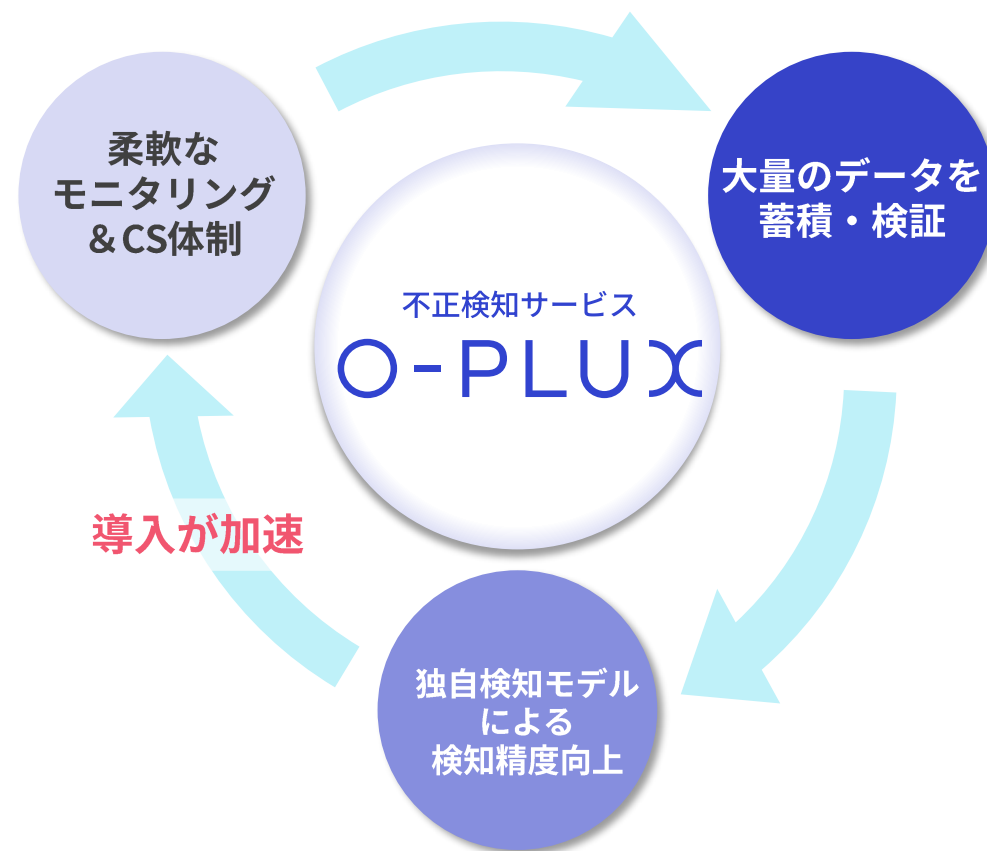 柔軟な
モニタリング
＆CS体制
大量のデータを
蓄積・検証
不正検知サービス
O-PLUX
導入が加速
独自検知モデル
による
検知精度向上